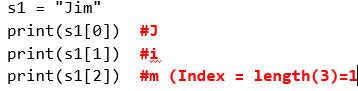 s1 = "Jim"
print(s1[0])  #J
print(s1[1])  #i
print(s1[2])  #m (Index = length(3)=1